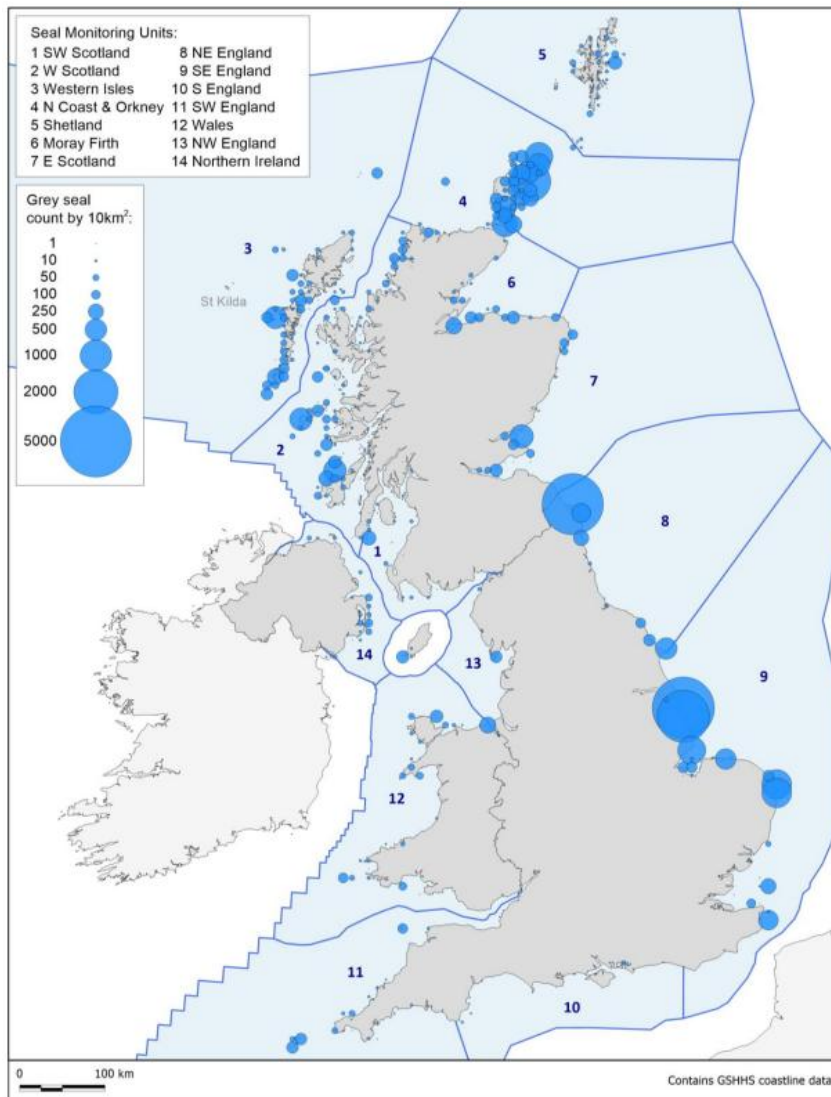 Seal Monitoring Units:
1 SW Scotland
2 W Scotland
3 Western Isles
4 N Coast & Orkney
5 Shetland
6 Moray Firth
7 E Scotland
8 NE England
9 SE England
10 S England
11 SW England
12 Wales
13 NW England
14 Northern Ireland
Grey seal
count by 10km²:
1
10
50
100
250
500
1000
2000
5000
5
4
3
6
St Kilda
7
2
8
1
14
13
9
12
11
10
0 100 km
Contains GSHHS coastline data